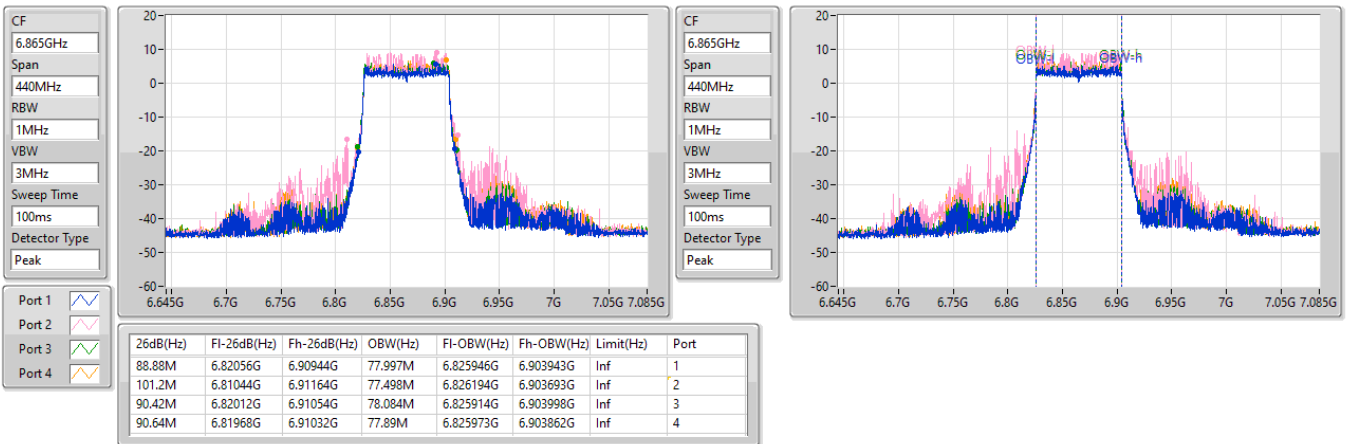 CF
6.865GHz
Span
440MHz
RBW
1MHz
VBW
3MHz
Sweep Time
100ms
Detector Type
Peak
20
10
0
-10
-20
-30
-40
-50
-60
6.645G 6.7G 6.75G 6.8G 6.85G 6.9G 6.95G 7G 7.05G 7.085G
CF
6.865GHz
Span
440MHz
RBW
1MHz
VBW
3MHz
Sweep Time
100ms
Detector Type
Peak
20
10
0
-10
-20
-30
-40
-50
-60
OBW-h
6.645G 6.7G 6.75G 6.8G 6.85G 6.9G 6.95G 7G 7.05G 7.085G
Port 1
Port 2
Port 3
Port 4
26dB(Hz) Fl-26dB(Hz) Fh-26dB(Hz) OBW(Hz) Fl-OBW(Hz) Fh-OBW(Hz) Limit(Hz) Port
88.88M 6.82056G 6.90944G 77.997M 6.825946G 6.903943G Inf 1
101.2M 6.81044G 6.91164G 77.498M 6.826194G 6.903693G Inf 2
90.42M 6.82012G 6.91054G 78.084M 6.825914G 6.903998G Inf 3
90.64M 6.81968G 6.91032G 77.89M 6.825973G 6.903862G Inf 4